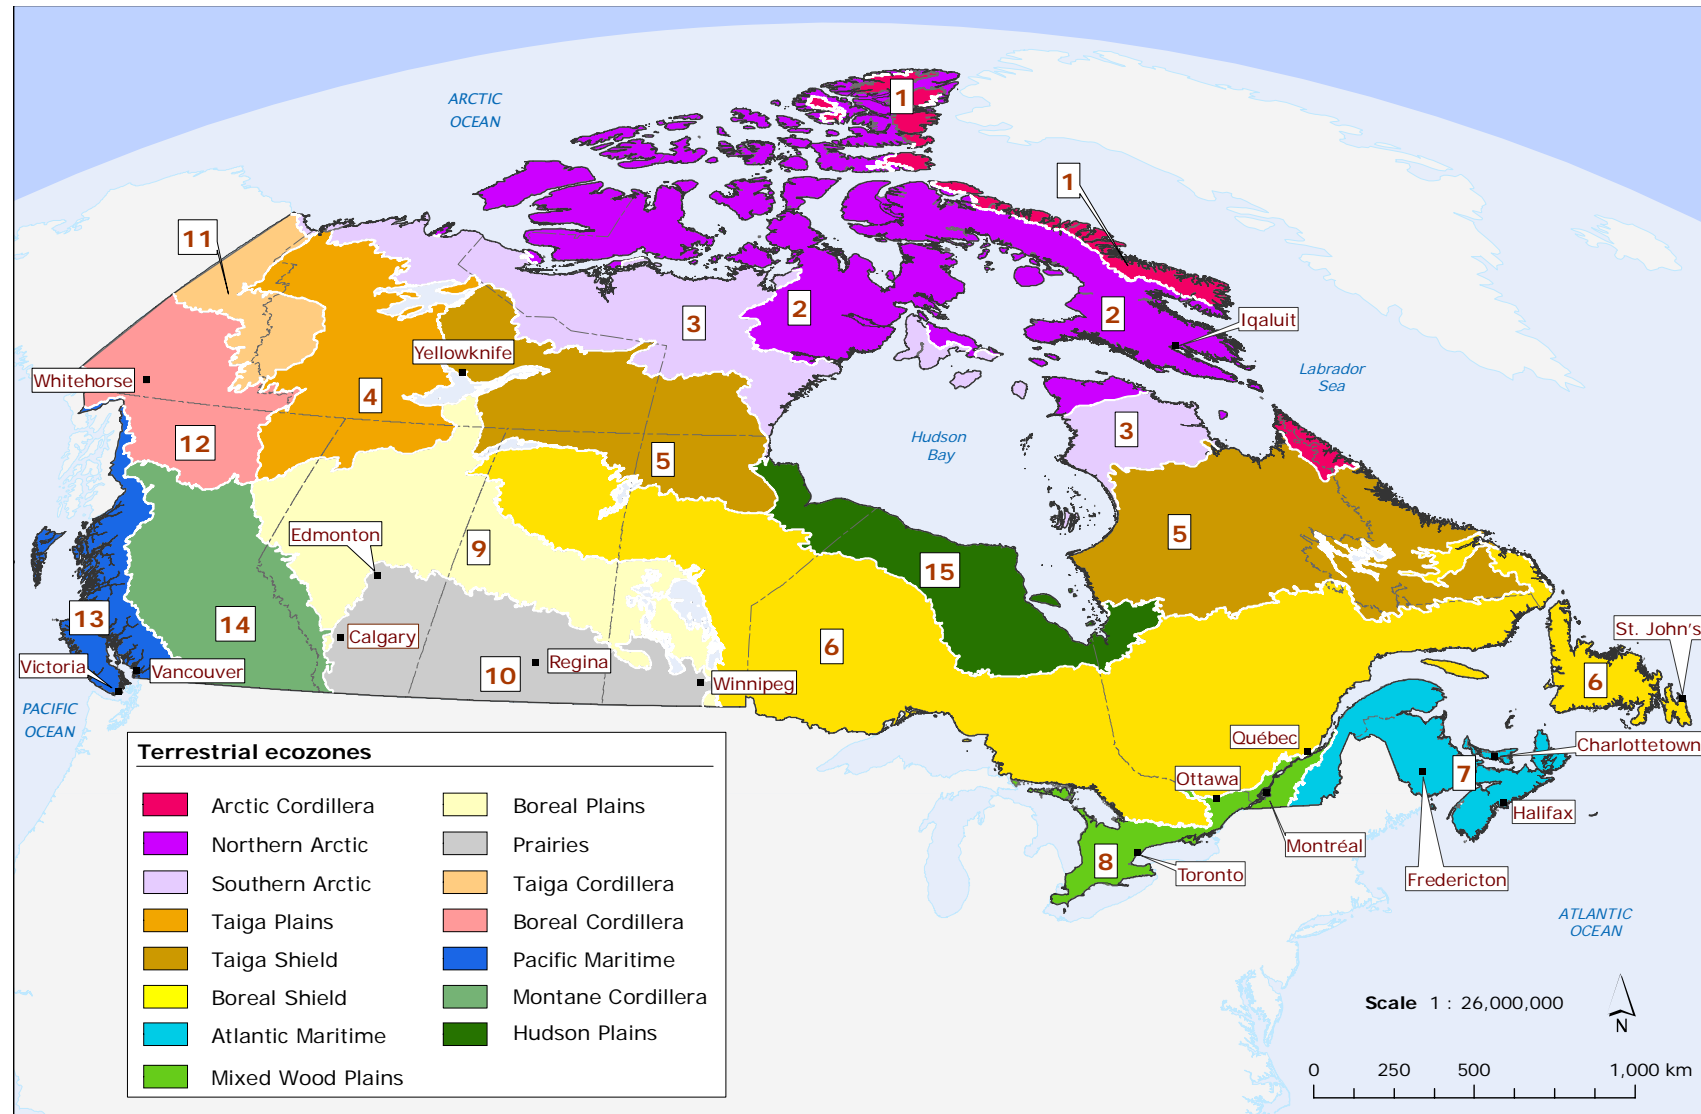 ARCTIC
OCEAN
1
1
11
2
3
2
Iqaluit
Yellowknife
Labrador
Sea
Whitehorse
4
3
12
Hudson
Bay
5
5
Edmonton
9
15
13
14
Calgary
6
St. John's
Victoria
Vancouver
10
Regina
Winnipeg
6
PACIFIC
OCEAN
Québec
Charlottetown
Ottawa
7
Halifax
Montréal
8
Toronto
Fredericton
ATLANTIC
OCEAN
Terrestrial ecozones
Arctic Cordillera
Northern Arctic
Southern Arctic
Taiga Plains
Taiga Shield
Boreal Shield
Atlantic Maritime
Mixed Wood Plains
Boreal Plains
Prairies
Taiga Cordillera
Boreal Cordillera
Pacific Maritime
Montane Cordillera
Hudson Plains
Scale 1 : 26,000,000
N
0 250 500 1,000 km